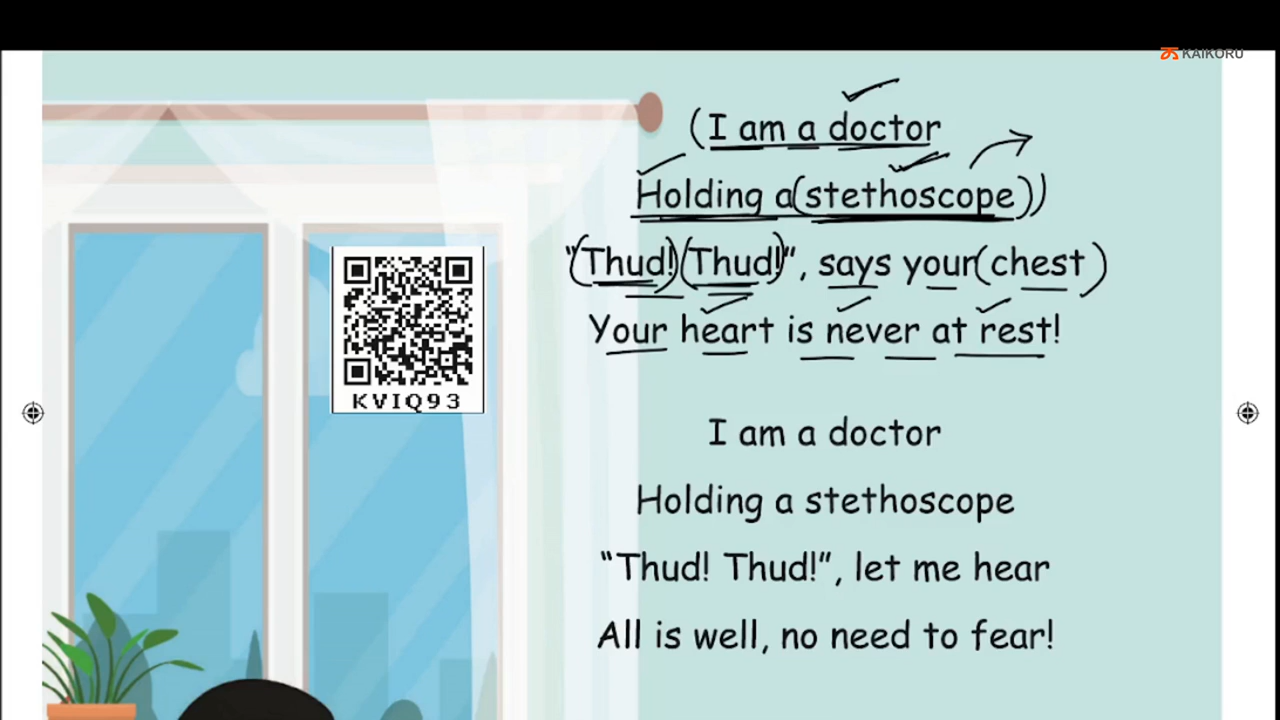 KAIKORU
I am a doctor
Holding a stethoscope
"Thud! Thud!", says your chest
Your heart is never at rest!
KVIQ93
I am a doctor
Holding a stethoscope
"Thud! Thud!", let me hear
All is well, no need to fear!